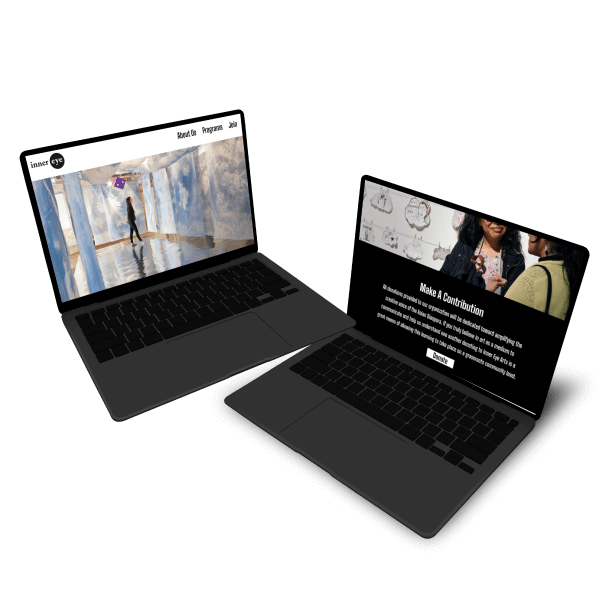 inner eye
About Us Programs Join
Make A Contribution
All donations provided to our organization will be dedicated toward amplifying the
creative voice of the Inner Diaspora. If you truly believe in art as a medium to
communicate and help us understand one another donating to Inner Eye Arts is a
great means of allowing this learning to take place on a grassroots community level.
Donate